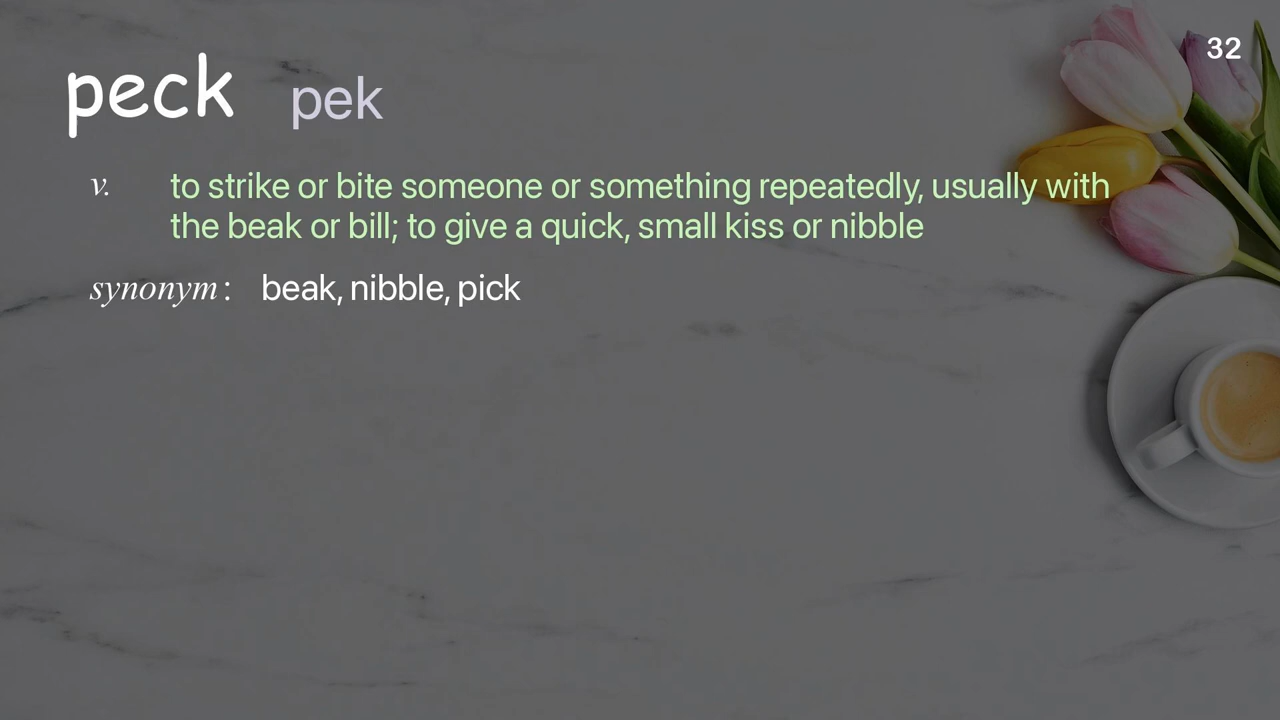 32
peck pek
v. to strike or bite someone or something repeatedly, usually with
the beak or bill; to give a quick, small kiss or nibble
synonym : beak, nibble, pick